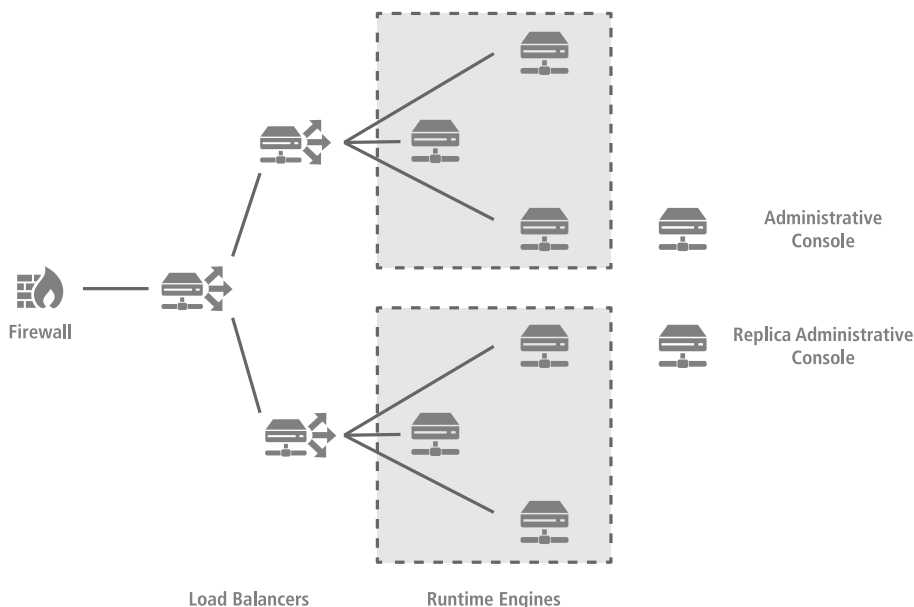 Administrative
Console
Firewall
Replica Administrative
Console
Load Balancers
Runtime Engines